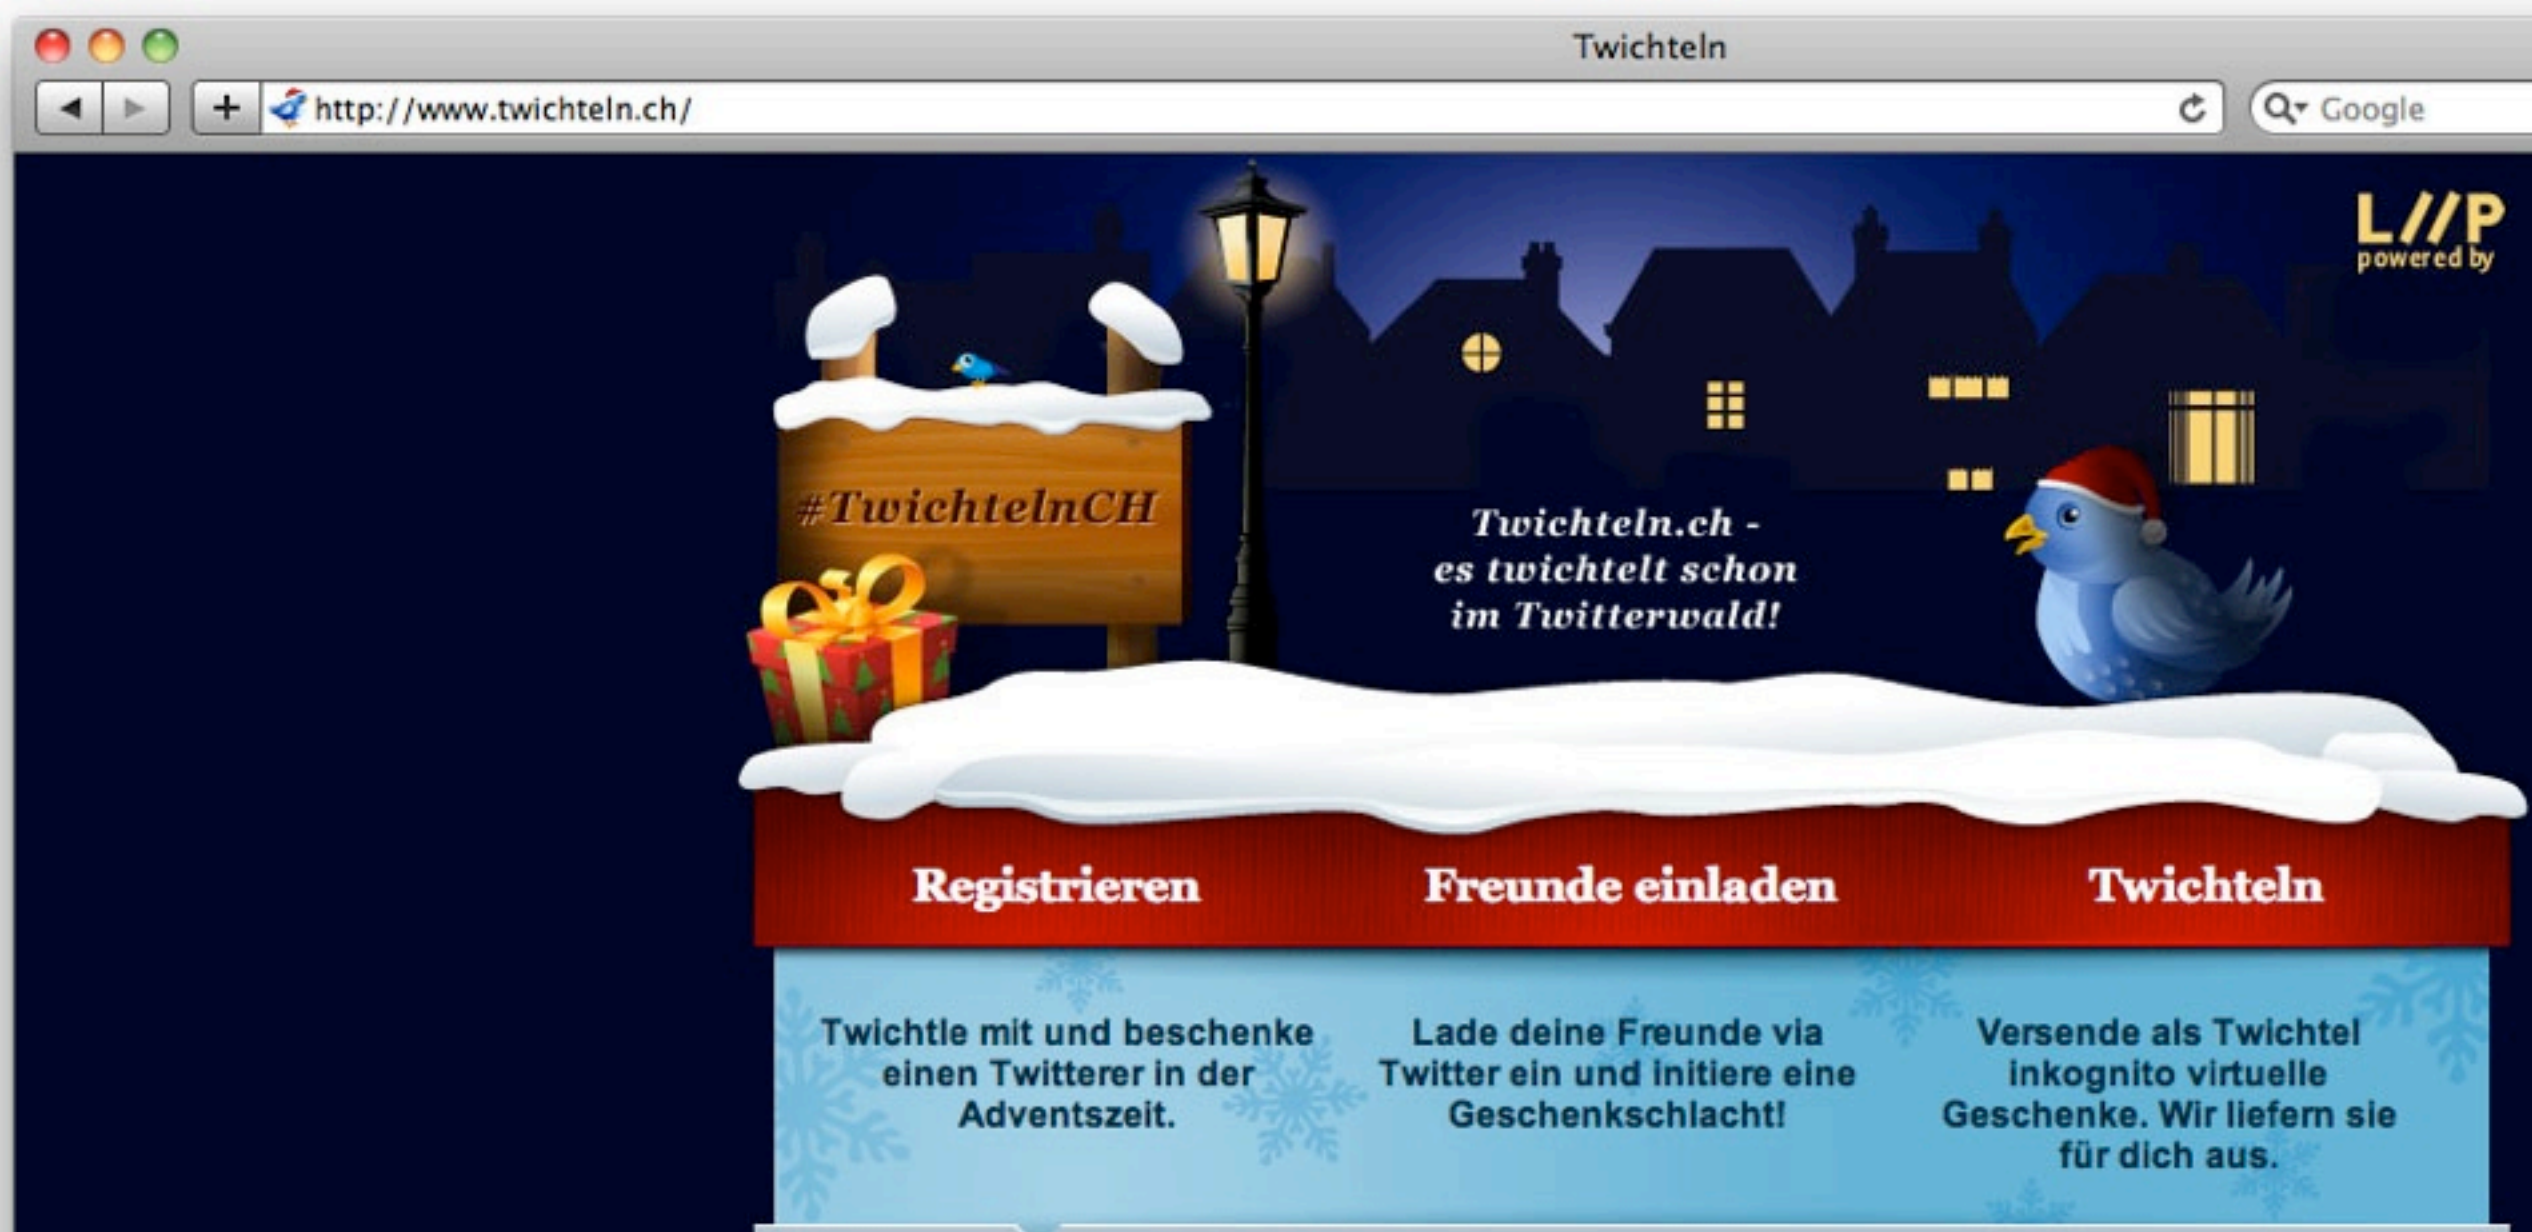 Twichteln
http://www.twichteln.ch/
Google
L//P
powered by
#TwichtelnCH
Twichteln.ch -
es twichtelt schon
im Twitterwald!
Registrieren
Freunde einladen
Twichteln
Twichtle mit und beschenke
einen Twitterer in der
Adventszeit.
Lade deine Freunde via
Twitter ein und initiere eine
Geschenkschlacht!
Versende als Twichtel
inkognito virtuelle
Geschenke. Wir liefern sie
für dich aus.